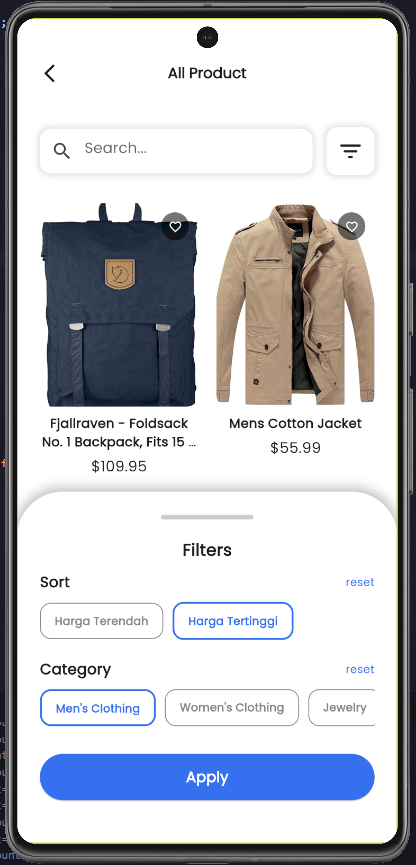 All Product
Search...
Fjallraven - Foldsack
No. 1 Backpack, Fits 15 ...
$109.95
Mens Cotton Jacket
$55.99
Filters
Sort
reset
Harga Terendah
Harga Tertinggi
Category
reset
Men's Clothing
Women's Clothing
Jewelry
Apply